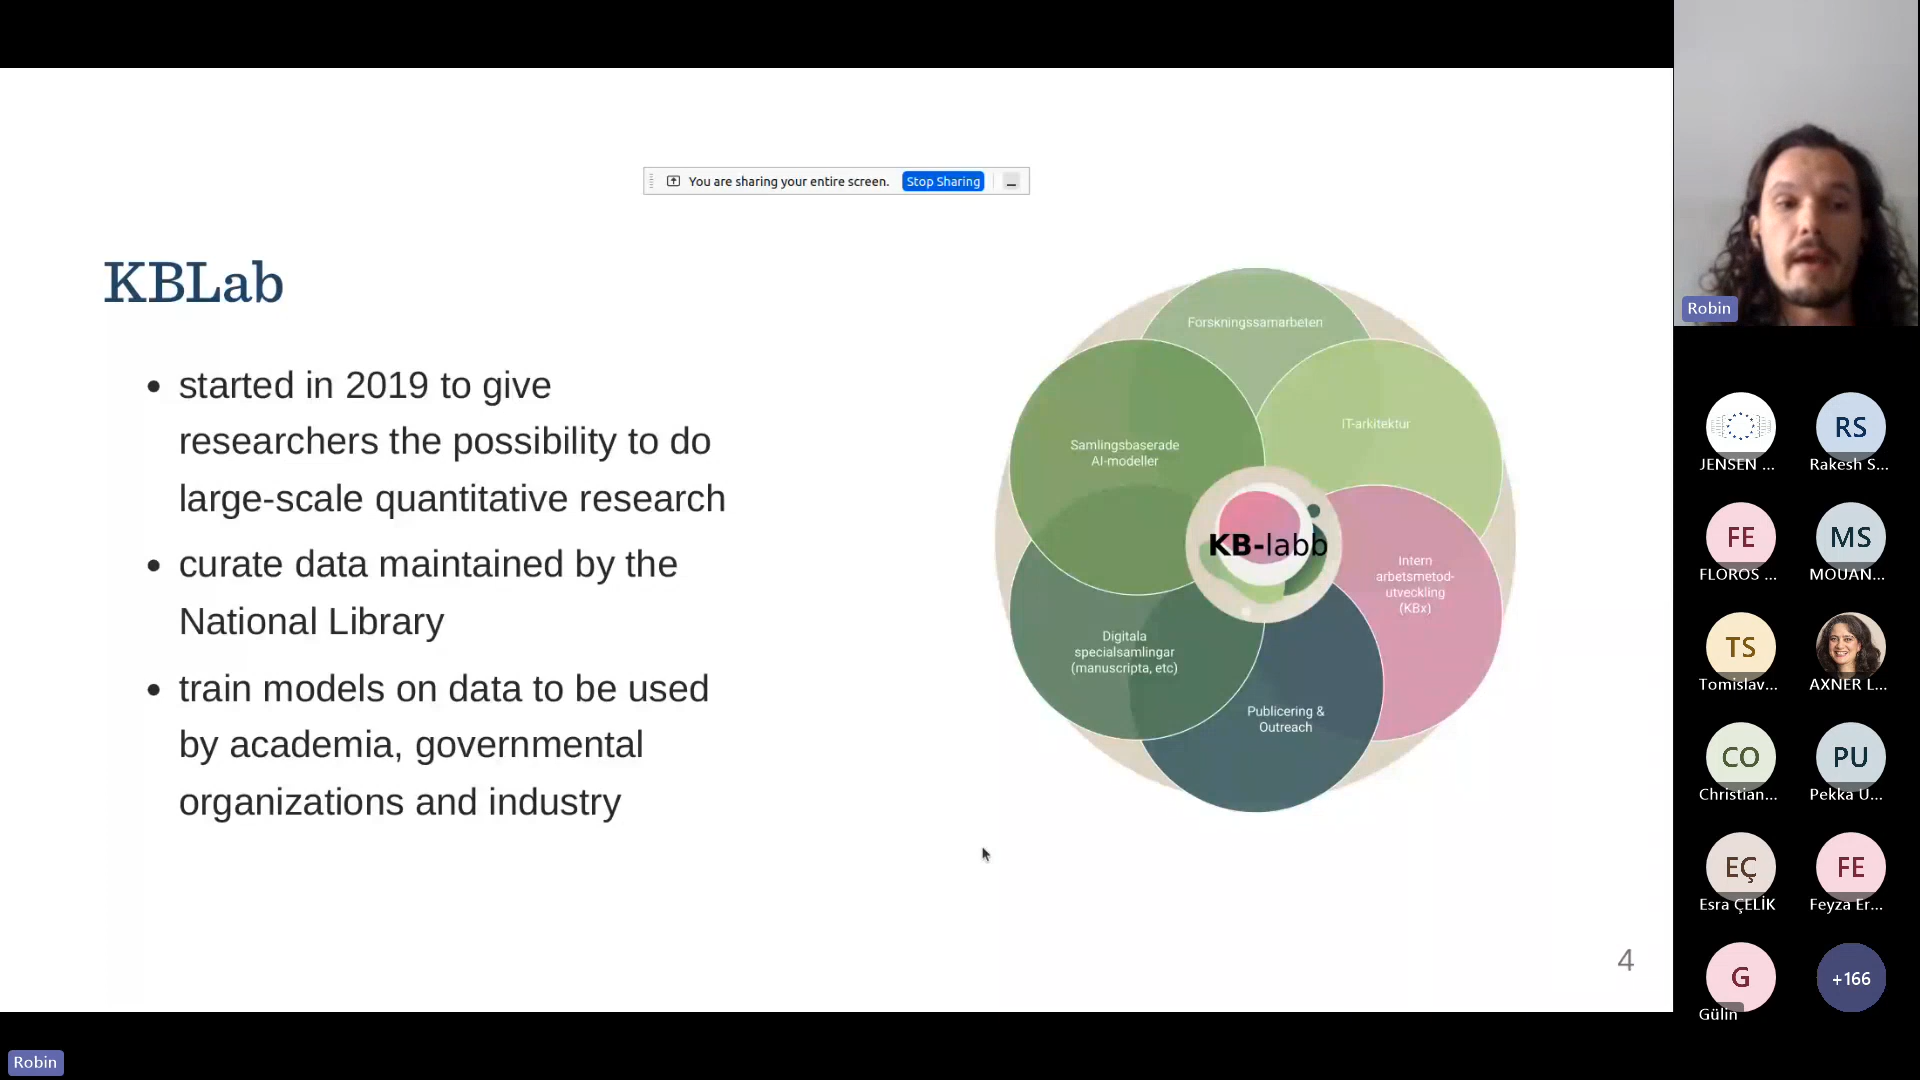 You are sharing your entire screen.
Stop Sharing
KBLab
started in 2019 to give
researchers the possibility to do
large-scale quantitative research
curate data maintained by the
National Library
train models on data to be used
by academia, governmental
organizations and industry
Forskningssamarbeten
IT-arkitektur
Samlingsbaserade
AI-modeller
KB-labb
Intern
arbetsmetod-
utveckling
(KBx)
Digitala
specialsamlingar
(manuscripta, etc)
Publicering &
Outreach
4
Robin
JENSEN ...
RS
Rakesh S...
FE
FLOROS ...
MS
MOUAN...
TS
Tomislav...
AXNER L...
CO
Christian...
PU
Pekka U...
EÇ
Esra ÇELİK
FE
Feyza Er...
G
Gülin
+166
Robin